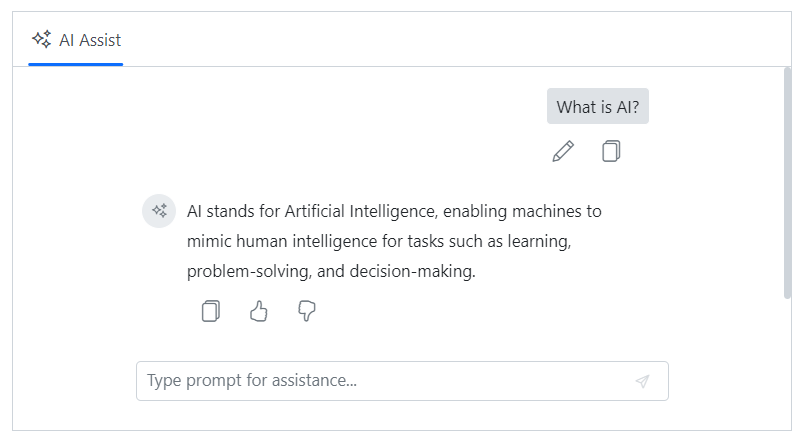 AI Assist
What is AI?
AI stands for Artificial Intelligence, enabling machines to
mimic human intelligence for tasks such as learning,
problem-solving, and decision-making.
Type prompt for assistance...